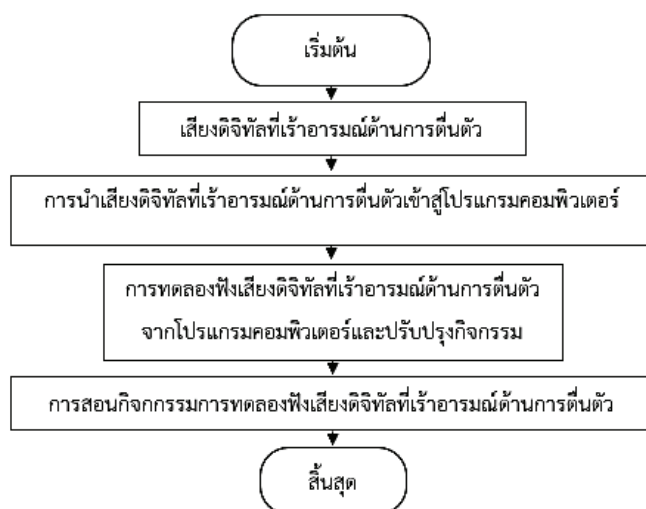 เริ่มต้น
เสียงดิจิทัลที่เร้าอารมณ์ด้านการตื่นตัว
การนำเสียงดิจิทัลที่เร้าอารมณ์ด้านการตื่นตัวเข้าสู่โปรแกรมคอมพิวเตอร์
การทดลองฟังเสียงดิจิทัลที่เร้าอารมณ์ด้านการตื่นตัว
จากโปรแกรมคอมพิวเตอร์และปรับปรุงกิจกรรม
การสอนกิจกกรรมการทดลองฟังเสียงดิจิทัลที่เร้าอารมณ์ด้านการตื่นตัว
สิ้นสุด